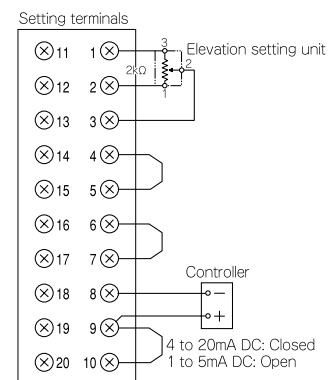 Setting terminals
11 1 3 Elevation setting unit
2kΩ 2
12 2 1
13 3
14 4
15 5
16 6
17 7
Controller
18 8 −
19 9 +
4 to 20mA DC: Closed
20 10 1 to 5mA DC: Open